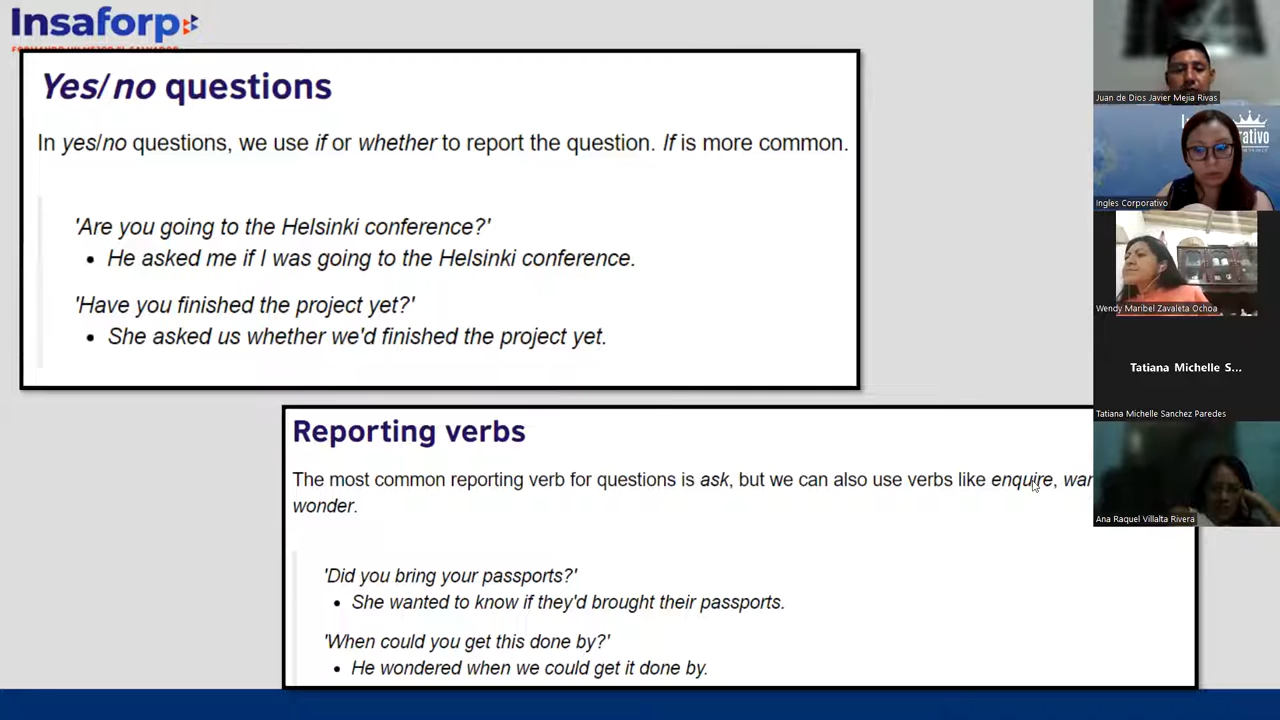 Insaforp
Yes/no questions
In yes/no questions, we use if or whether to report the question. If is more common.
'Are you going to the Helsinki conference?'
• He asked me if I was going to the Helsinki conference.
'Have you finished the project yet?'
• She asked us whether we'd finished the project yet.
Reporting verbs
The most common reporting verb for questions is ask, but we can also use verbs like enquire,
wonder.
'Did you bring your passports?'
• She wanted to know if they'd brought their passports.
'When could you get this done by?'
• He wondered when we could get it done by.
Juan de Dios Javier Mejia Rivas
Ingles Corporativo
Wendy Maribel Zavaleta Ochoa
Tatiana Michelle S...
Tatiana Michelle Sanchez Paredes
Ana Raquel Villalta Rivera